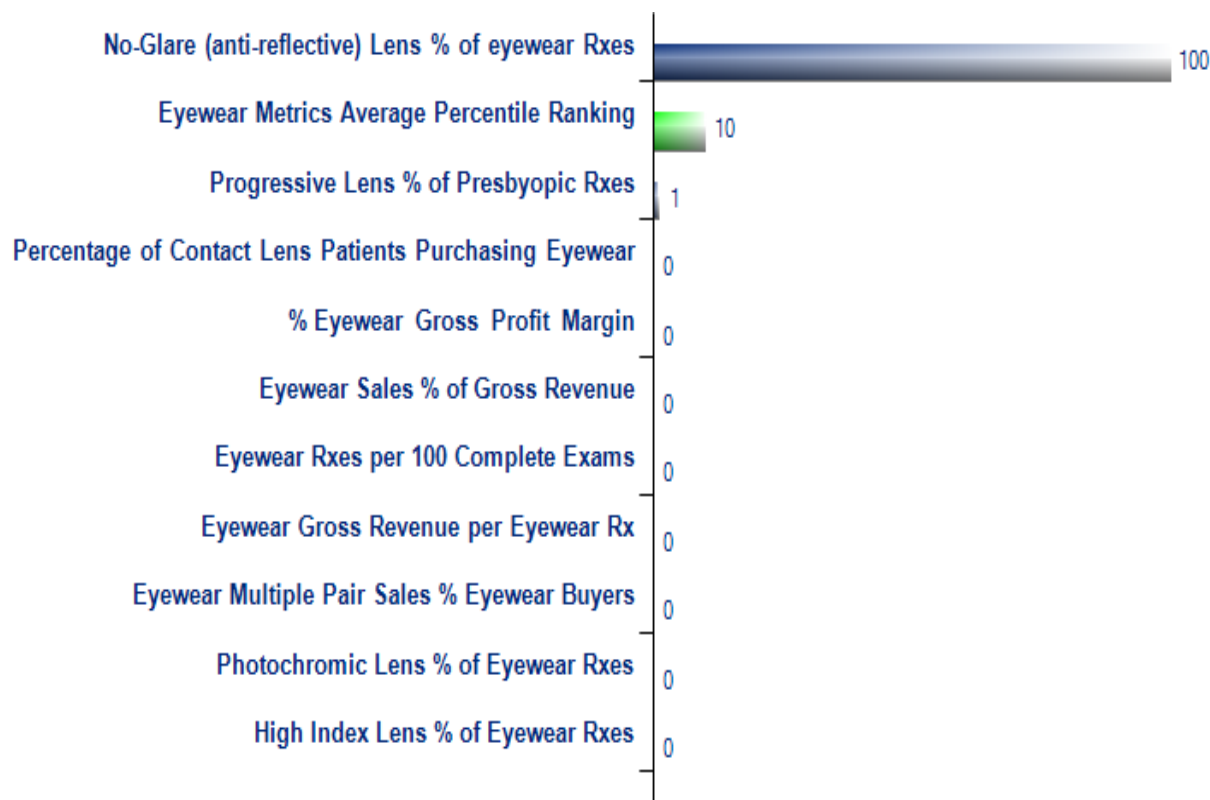 No-Glare (anti-reflective) Lens % of eyewear Rxes
100
Eyewear Metrics Average Percentile Ranking
10
Progressive Lens % of Presbyopic Rxes
1
Percentage of Contact Lens Patients Purchasing Eyewear
0
% Eyewear Gross Profit Margin
0
Eyewear Sales % of Gross Revenue
0
Eyewear Rxes per 100 Complete Exams
0
Eyewear Gross Revenue per Eyewear Rx
0
Eyewear Multiple Pair Sales % Eyewear Buyers
0
Photochromic Lens % of Eyewear Rxes
0
High Index Lens % of Eyewear Rxes
0